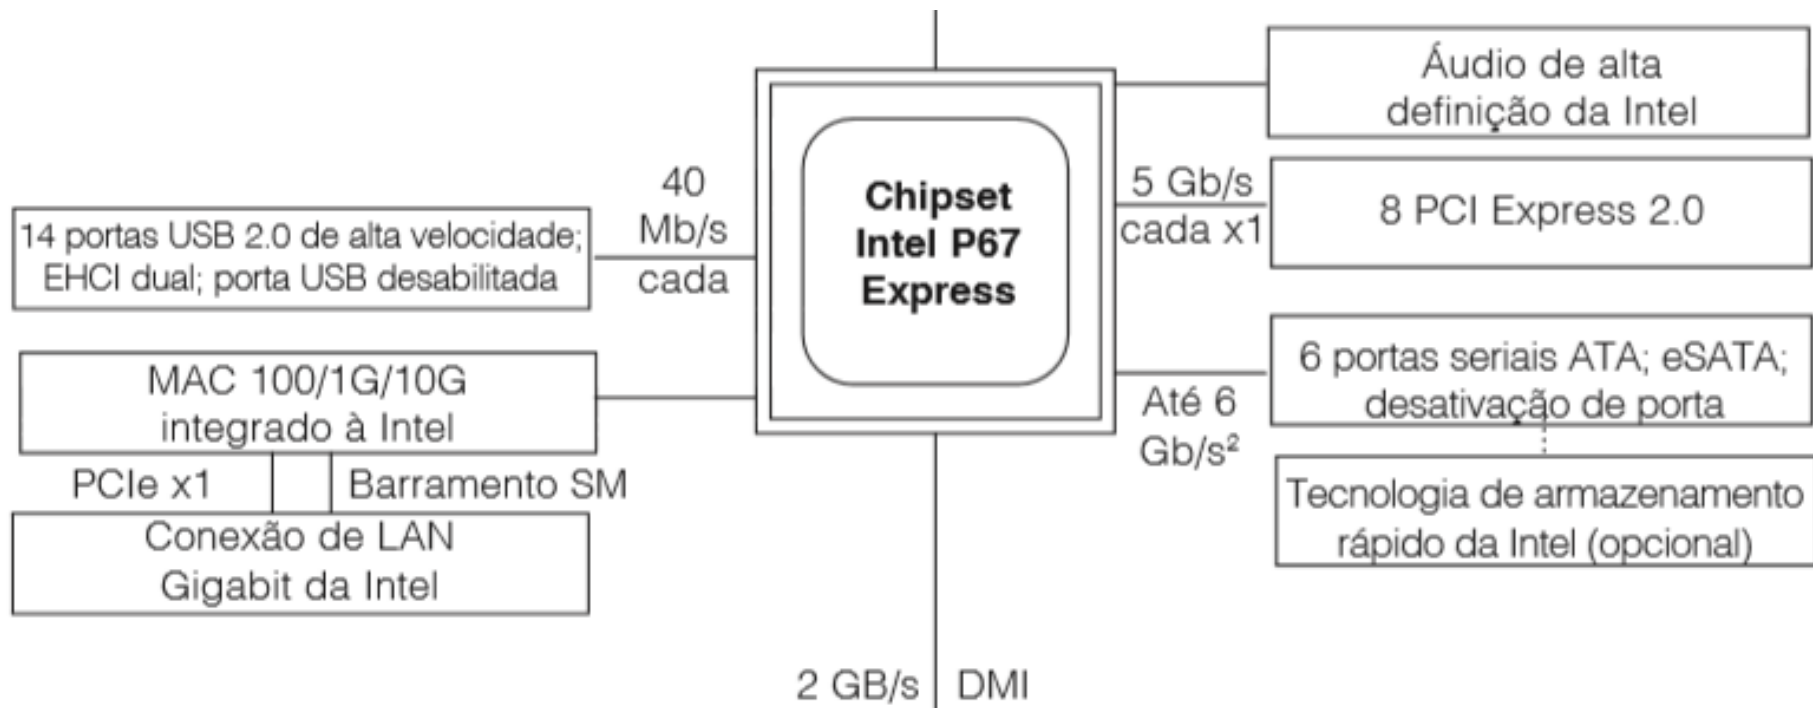 Áudio de alta
definição da Intel
40
Mb/s
cada
Chipset
Intel P67
Express
5 Gb/s
cada x1
8 PCI Express 2.0
14 portas USB 2.0 de alta velocidade;
EHCI dual; porta USB desabilitada
MAC 100/1G/10G
integrado à Intel
Até 6
Gb/s²
6 portas seriais ATA; eSATA;
desativação de porta
PCIe x1
Barramento SM
Tecnologia de armazenamento
rápido da Intel (opcional)
Conexão de LAN
Gigabit da Intel
2 GB/s
DMI